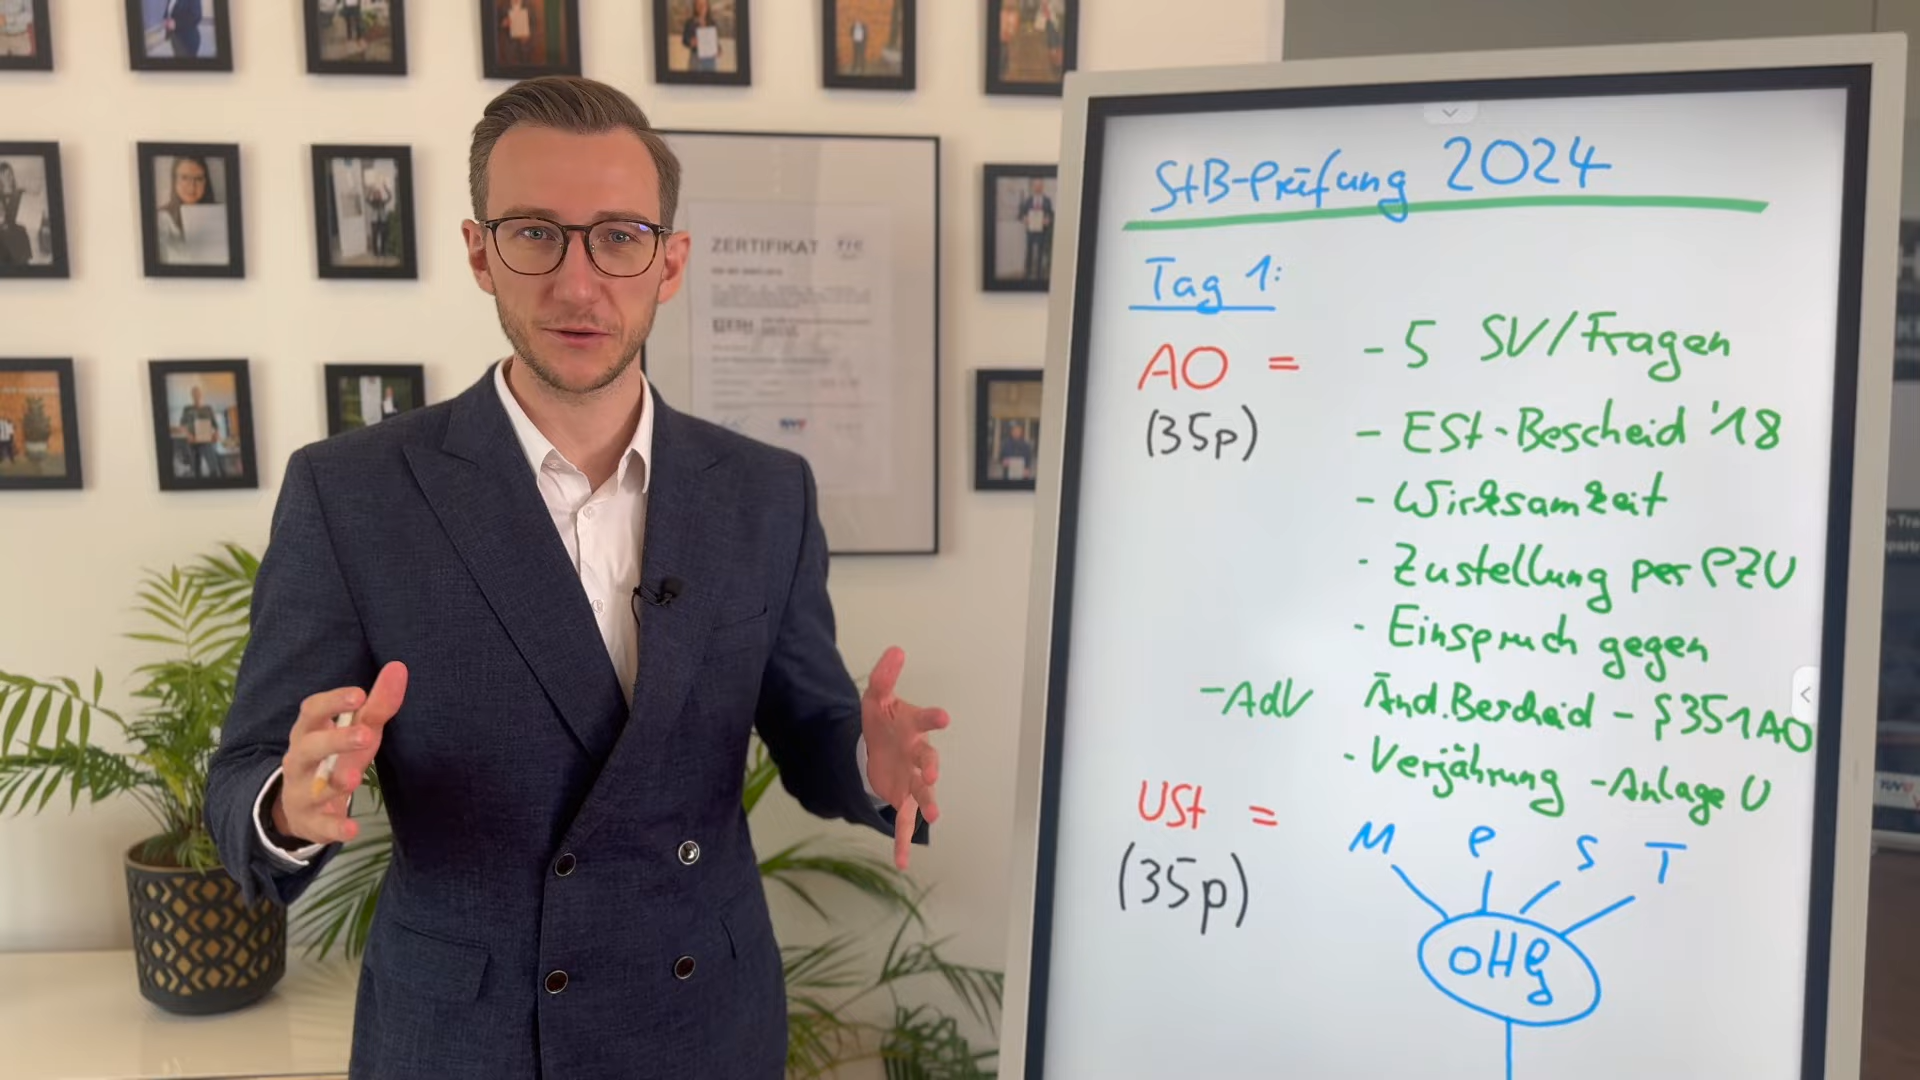 ZERTIFIKAT
StB-Prüfung 2024
Tag 1:
AO =
(35p)
- 5 SV/Fragen
- ESt-Bescheid '18
- Wirksamkeit
- Zustellung per PZU
- Einspruch gegen
Änd.Bescheid - §351AO
- AdV
- Verjährung - Anlage U
USt =
(35p)
M P S T
OHG